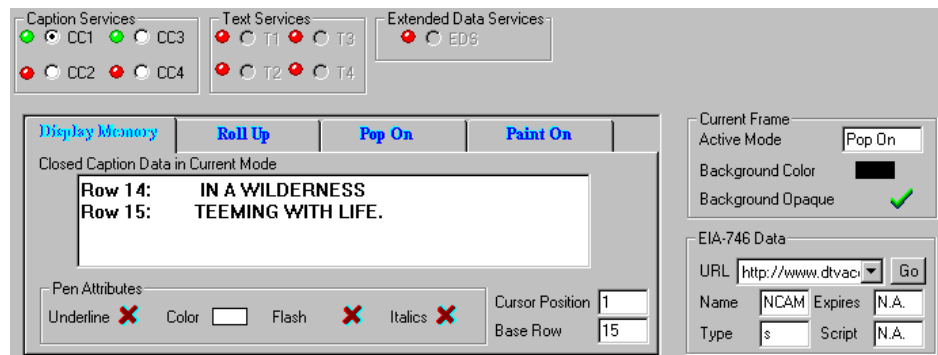 Caption Services
CC1 CC3
CC2 CC4
Text Services
T1 T3
T2 T4
Extended Data Services
EDS
Display Memory Roll Up Pop On Paint On
Closed Caption Data in Current Mode
Row 14: IN A WILDERNESS
Row 15: TEEMING WITH LIFE.
Pen Attributes
Underline Color Flash Italics
Cursor Position 1
Base Row 15
Current Frame
Active Mode Pop On
Background Color
Background Opaque
EIA-746 Data
URL http://www.dtvac Go
Name NCAM Expires N.A.
Type s Script N.A.